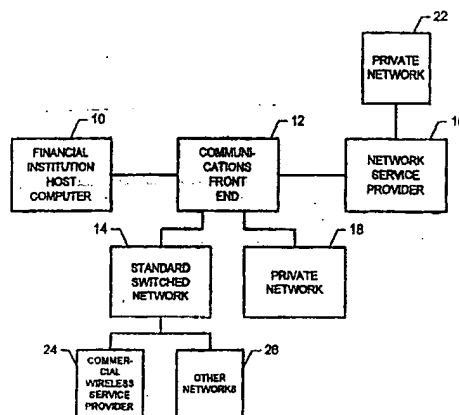 22
PRIVATE
NETWORK
10
FINANCIAL
INSTITUTION
HOST
COMPUTER
12
COMMUNI-
CATIONS
FRONT
END
16
NETWORK
SERVICE
PROVIDER
14
STANDARD
SWITCHED
NETWORK
18
PRIVATE
NETWORK
24
COMMER-
CIAL
WIRELESS
SERVICE
PROVIDER
26
OTHER
NETWORKS